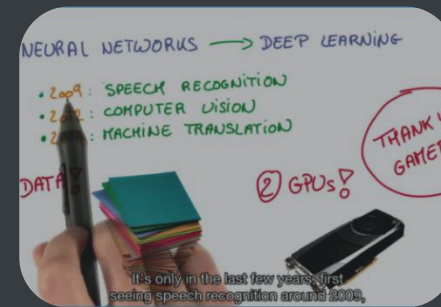 NEURAL NETWORKS → DEEP LEARNING
• 2009: SPEECH RECOGNITION
• COMPUTER VISION
• MACHINE TRANSLATION
DATA!
② GPUs!
THANK
It's only in the last few years, first
seeing speech recognition around 2009,